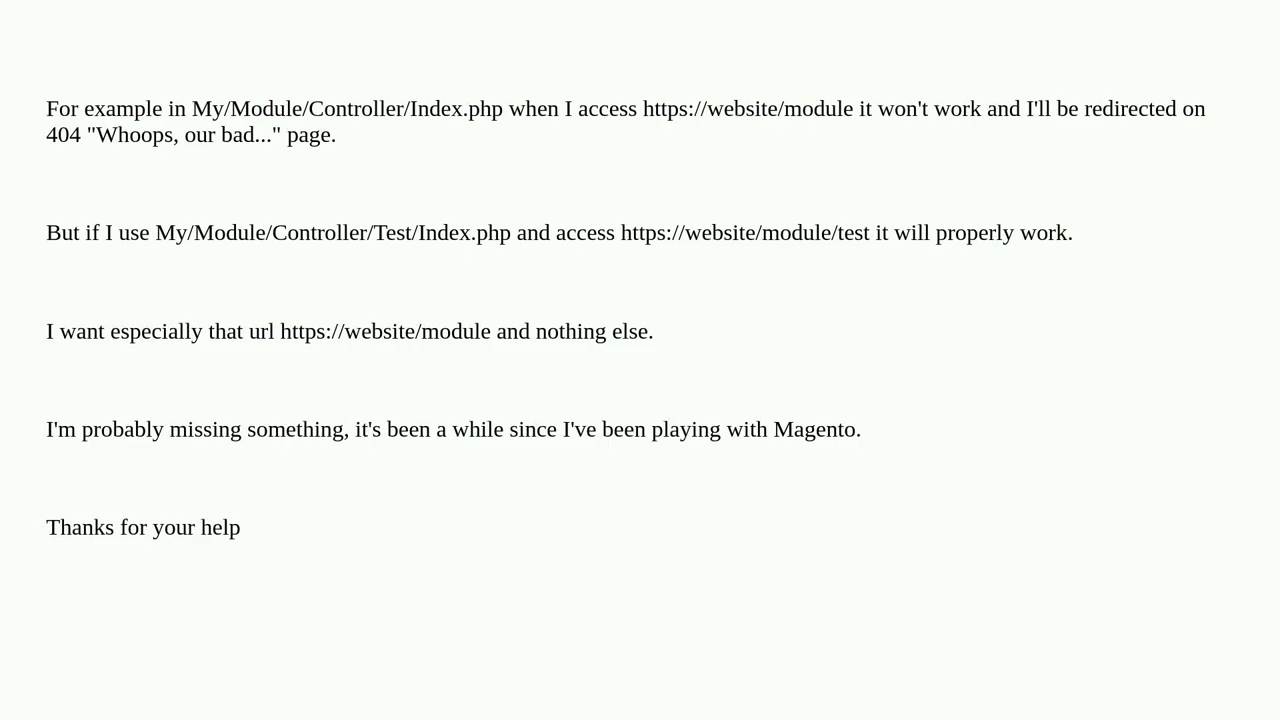 For example in My/Module/Controller/Index.php when I access https://website/module it won't work and I'll be redirected on
404 "Whoops, our bad..." page.
But if I use My/Module/Controller/Test/Index.php and access https://website/module/test it will properly work.
I want especially that url https://website/module and nothing else.
I'm probably missing something, it's been a while since I've been playing with Magento.
Thanks for your help